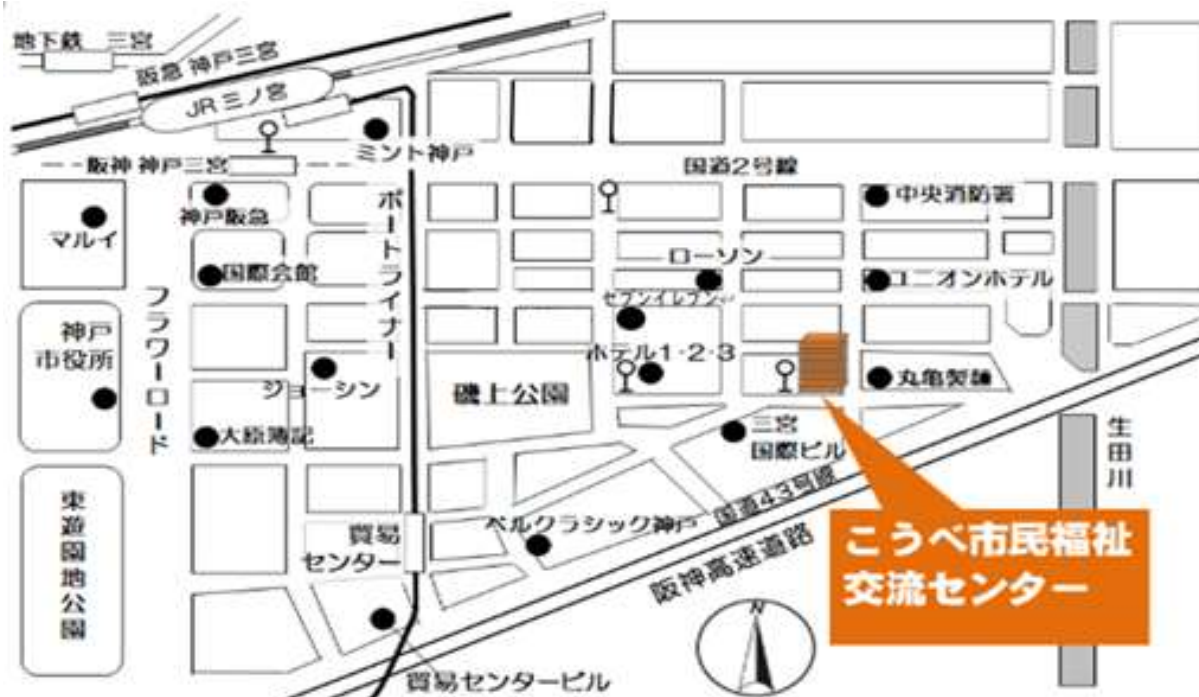 地下鉄 三宮
阪急 神戸三宮
JR 三ノ宮
ミント神戸
阪神 神戸三宮
国道2号線
中央消防署
神戸阪急
マルイ
ポートライナー
ローソン
国際会館
ユニオンホテル
フラワーロード
セブンイレブン
神戸
市役所
ホテル1・2・3
ジョーシン
磯上公園
丸亀製麺
大原簿記
三宮
国際ビル
生田川
国道43号線
東遊園地公園
貿易
センター
ベルクラシック神戸
阪神高速道路
こうべ市民福祉
交流センター
N
貿易センタービル